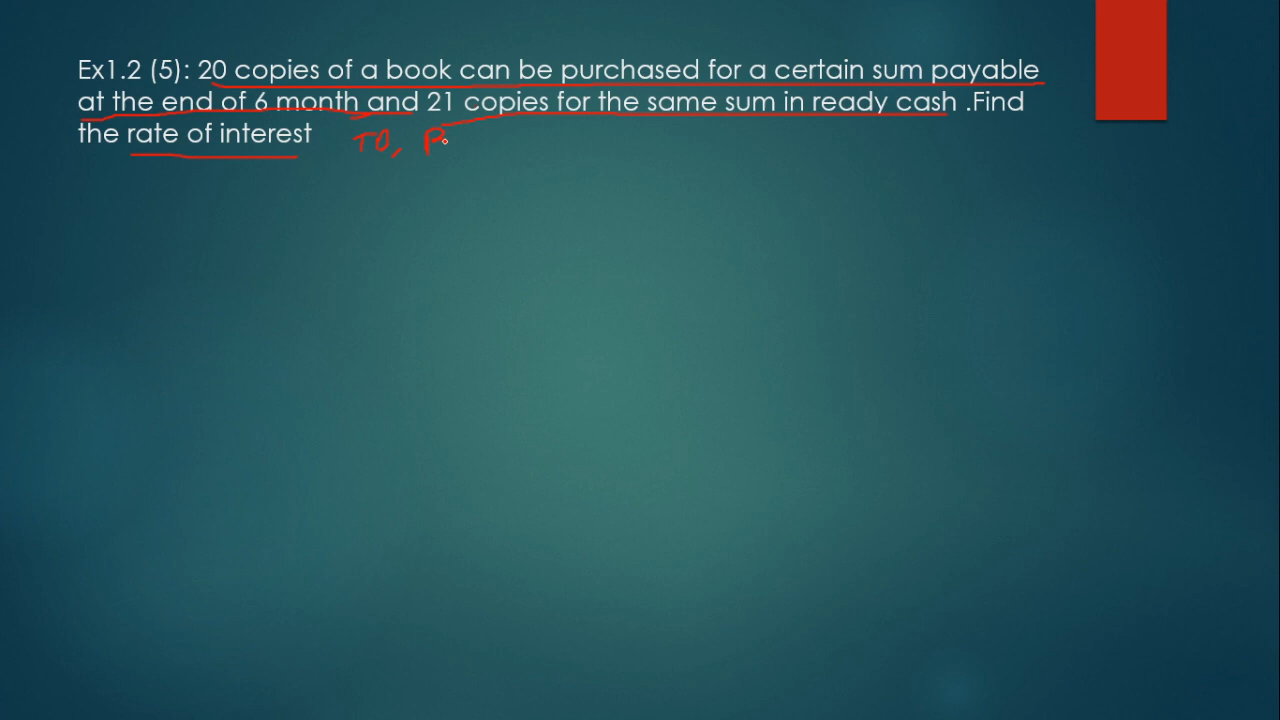 Ex1.2 (5): 20 copies of a book can be purchased for a certain sum payable
at the end of 6 month and 21 copies for the same sum in ready cash .Find
the rate of interest TD, P